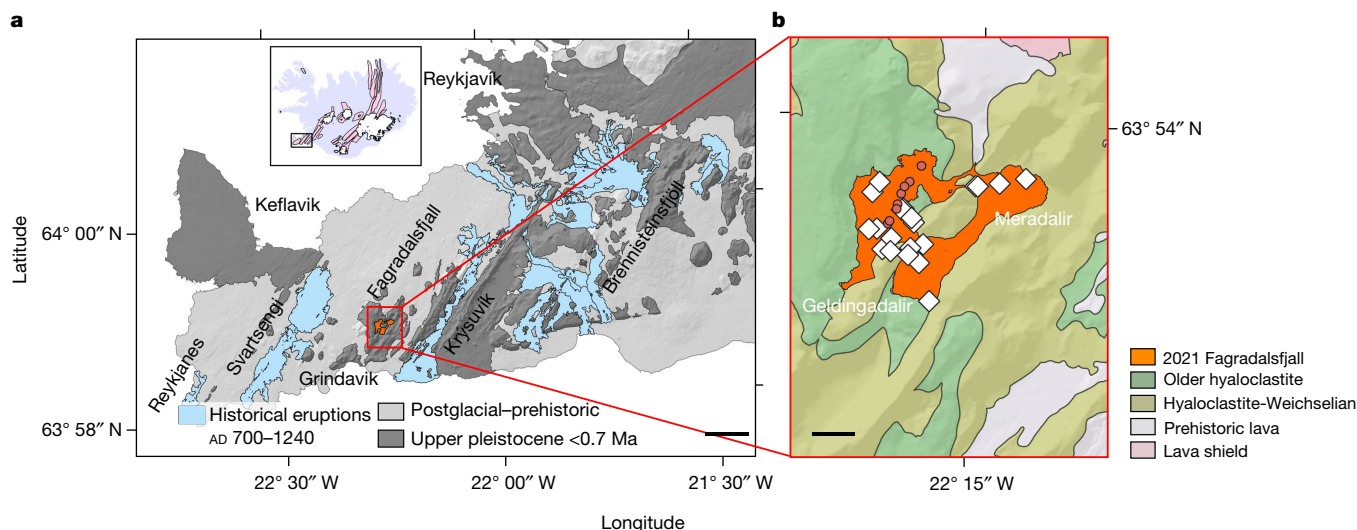 a
Reykjavík
Keflavik
Fagradalsfjall
Brennisteinsfjöll
Krýsuvik
Svartsengi
Reykjanes
Grindavik
Historical eruptions
AD 700–1240
Postglacial–prehistoric
Upper pleistocene <0.7 Ma
Latitude
64° 00′ N
63° 58″ N
22° 30″ W
22° 00″ W
21° 30″ W
Longitude
b
63° 54″ N
Meradalir
Geldingadalir
22° 15″ W
2021 Fagradalsfjall
Older hyaloclastite
Hyaloclastite-Weichselian
Prehistoric lava
Lava shield